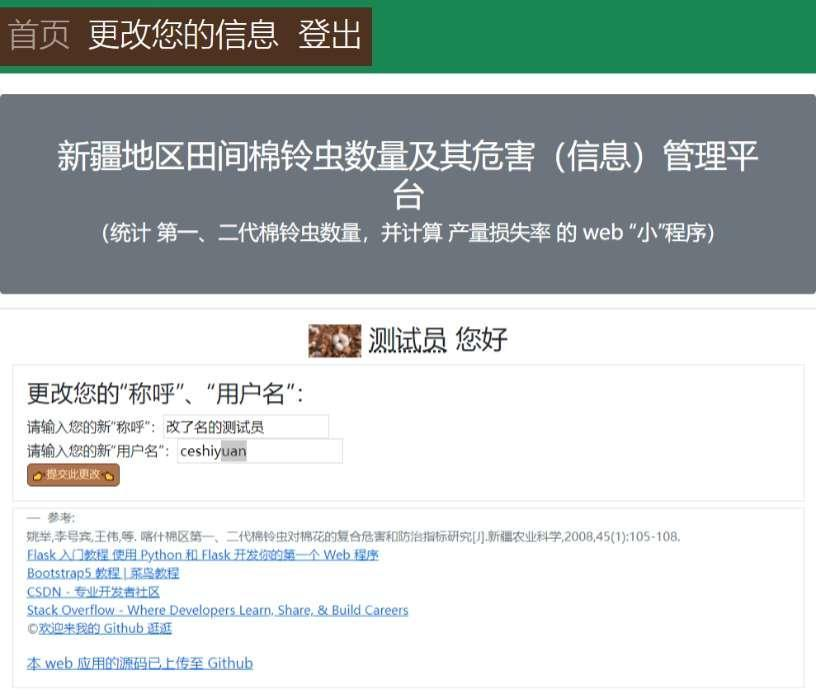 首页 更改您的信息 登出
新疆地区田间棉铃虫数量及其危害（信息）管理平
台
（统计 第一、二代棉铃虫数量，并计算 产量损失率 的 web “小”程序）
测试员 您好
更改您的“称呼”、“用户名”：
请输入您的新“称呼”： 改了名的测试员
请输入您的新“用户名”： ceshiyuan
提交此更改
— 参考:
姚举,李号宾,王伟,等. 喀什棉区第一、二代棉铃虫对棉花的复合危害和防治指标研究[J].新疆农业科学,2008,45(1):105-108.
Flask 入门教程 使用 Python 和 Flask 开发你的第一个 Web 程序
Bootstrap5 教程 | 菜鸟教程
CSDN - 专业开发者社区
Stack Overflow - Where Developers Learn, Share, & Build Careers
©欢迎来我的 Github 逛逛
本 web 应用的源码已上传至 Github